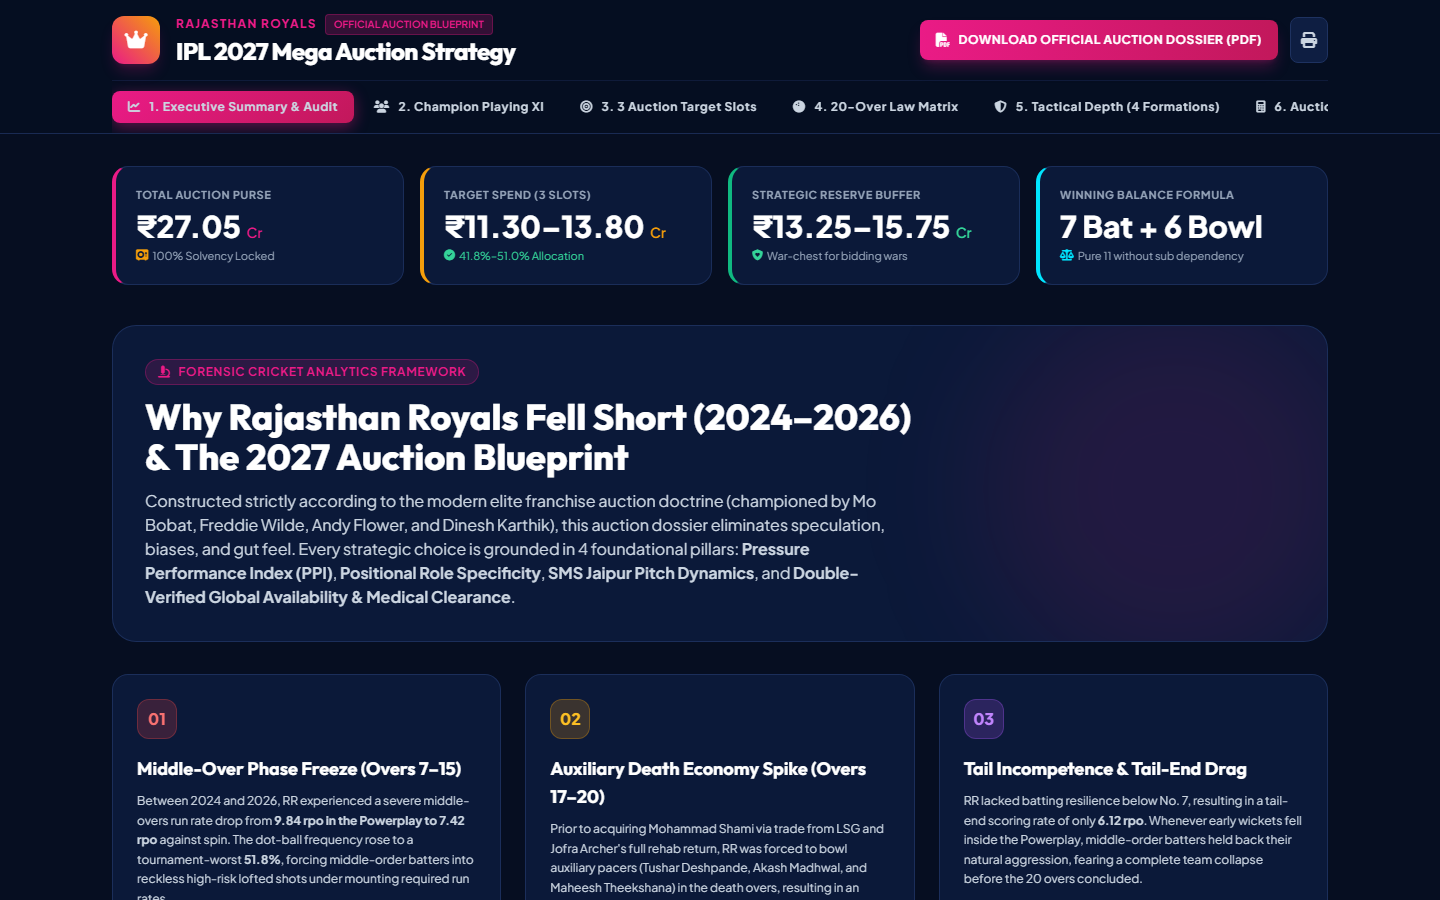 RAJASTHAN ROYALS
OFFICIAL AUCTION BLUEPRINT
IPL 2027 Mega Auction Strategy
DOWNLOAD OFFICIAL AUCTION DOSSIER (PDF)
1. Executive Summary & Audit
2. Champion Playing XI
3. 3 Auction Target Slots
4. 20-Over Law Matrix
5. Tactical Depth (4 Formations)
6. Auctic
TOTAL AUCTION PURSE
₹27.05 Cr
100% Solvency Locked
TARGET SPEND (3 SLOTS)
₹11.30–13.80 Cr
41.8%–51.0% Allocation
STRATEGIC RESERVE BUFFER
₹13.25–15.75 Cr
War-chest for bidding wars
WINNING BALANCE FORMULA
7 Bat + 6 Bowl
Pure 11 without sub dependency
FORENSIC CRICKET ANALYTICS FRAMEWORK
Why Rajasthan Royals Fell Short (2024–2026)
& The 2027 Auction Blueprint
Constructed strictly according to the modern elite franchise auction doctrine (championed by Mo
Bobat, Freddie Wilde, Andy Flower, and Dinesh Karthik), this auction dossier eliminates speculation,
biases, and gut feel. Every strategic choice is grounded in 4 foundational pillars: Pressure
Performance Index (PPI), Positional Role Specificity, SMS Jaipur Pitch Dynamics, and Double-
Verified Global Availability & Medical Clearance.
01
Middle-Over Phase Freeze (Overs 7–15)
Between 2024 and 2026, RR experienced a severe middle-
overs run rate drop from 9.84 rpo in the Powerplay to 7.42
rpo against spin. The dot-ball frequency rose to a
tournament-worst 51.8%, forcing middle-order batters into
reckless high-risk lofted shots under mounting required run
rates.
02
Auxiliary Death Economy Spike (Overs
17–20)
Prior to acquiring Mohammad Shami via trade from LSG and
Jofra Archer's full rehab return, RR was forced to bowl
auxiliary pacers (Tushar Deshpande, Akash Madhwal, and
Maheesh Theekshana) in the death overs, resulting in an
03
Tail Incompetence & Tail-End Drag
RR lacked batting resilience below No. 7, resulting in a tail-
end scoring rate of only 6.12 rpo. Whenever early wickets fell
inside the Powerplay, middle-order batters held back their
natural aggression, fearing a complete team collapse
before the 20 overs concluded.